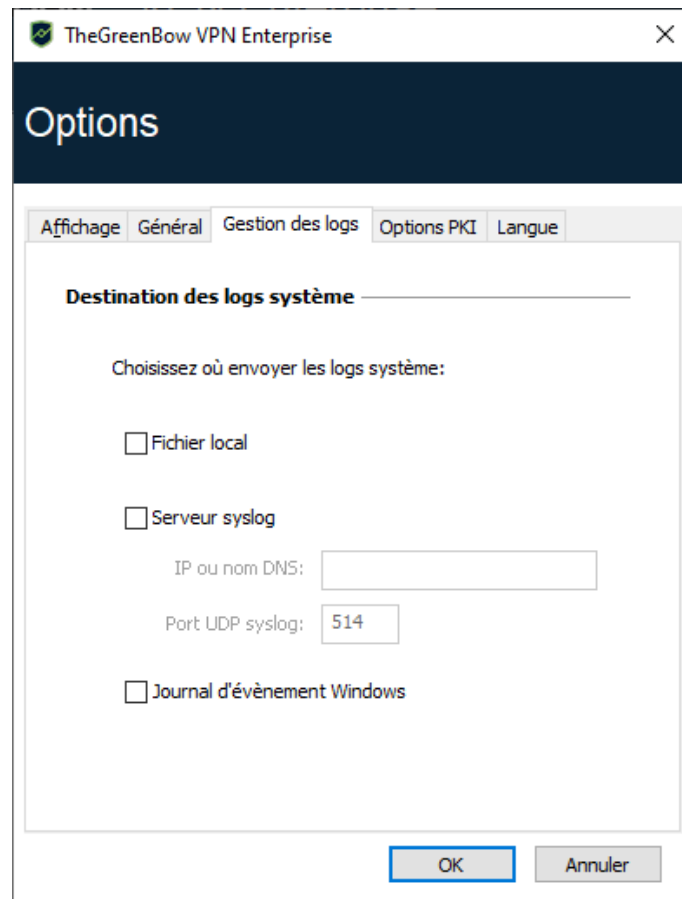 TheGreenBow VPN Enterprise
Options
Affichage Général Gestion des logs Options PKI Langue
Destination des logs système
Choisissez où envoyer les logs système:
Fichier local
Serveur syslog
IP ou nom DNS:
Port UDP syslog: 514
Journal d'évènement Windows
OK Annuler